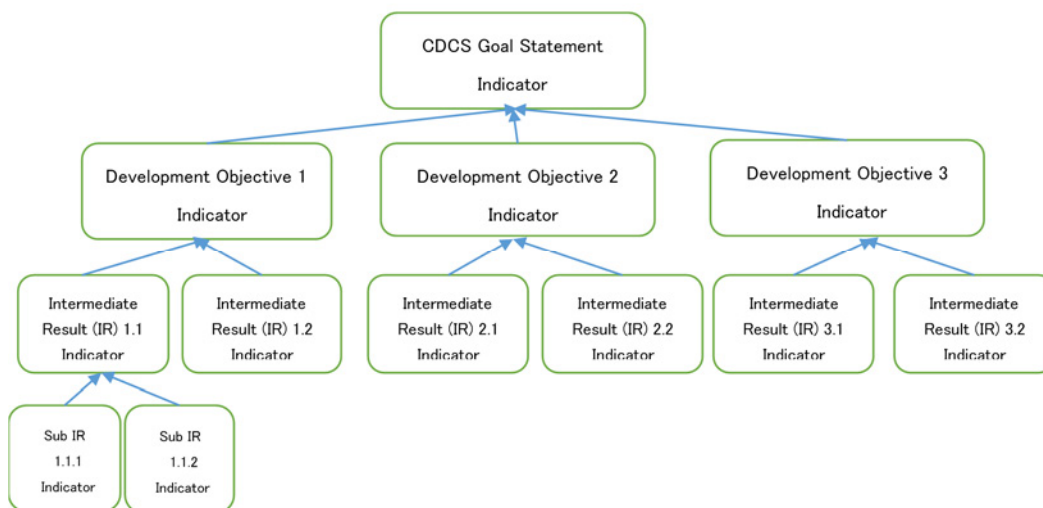 CDCS Goal Statement
Indicator
Development Objective 1
Indicator
Development Objective 2
Indicator
Development Objective 3
Indicator
Intermediate
Result (IR) 1.1
Indicator
Intermediate
Result (IR) 1.2
Indicator
Intermediate
Result (IR) 2.1
Indicator
Intermediate
Result (IR) 2.2
Indicator
Intermediate
Result (IR) 3.1
Indicator
Intermediate
Result (IR) 3.2
Indicator
Sub IR
1.1.1
Indicator
Sub IR
1.1.2
Indicator